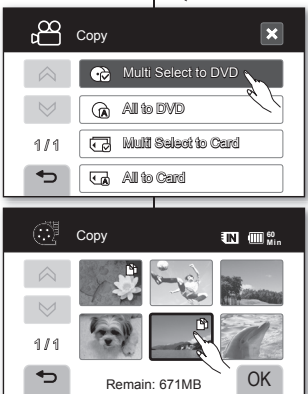 Copy
Multi Select to DVD
All to DVD
1 / 1
Multi Select to Card
All to Card
Copy
IN
60 Min
1 / 1
Remain: 671MB
OK